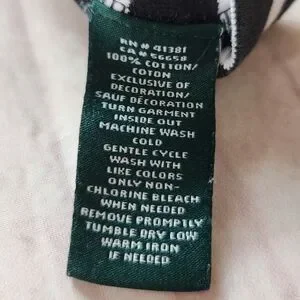 RN # 41381
CA # 56658
100% COTTON/
COTON
EXCLUSIVE OF
DECORATION/
SAUF DÉCORATION
TURN GARMENT
INSIDE OUT
MACHINE WASH
COLD
GENTLE CYCLE
WASH WITH
LIKE COLORS
ONLY NON-
CHLORINE BLEACH
WHEN NEEDED
REMOVE PROMPTLY
TUMBLE DRY LOW
WARM IRON
IF NEEDED